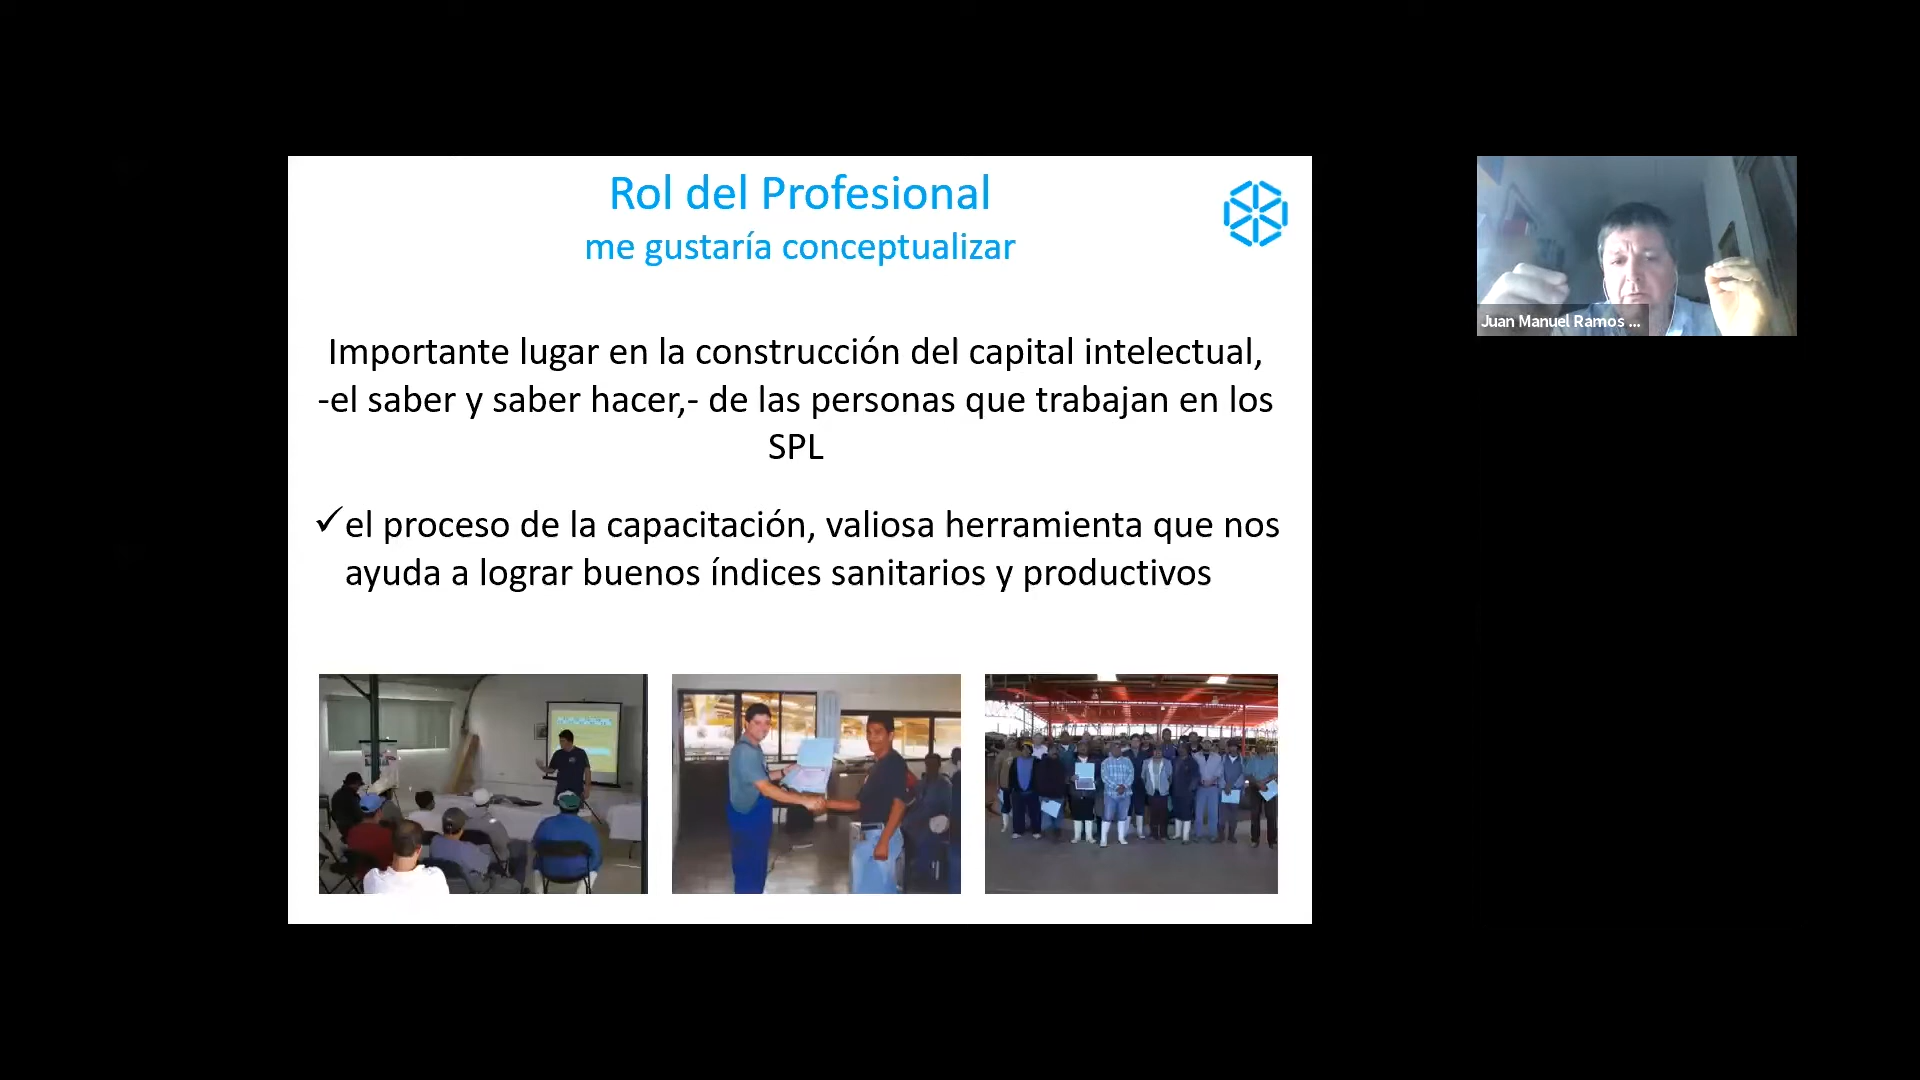 Rol del Profesional
me gustaría conceptualizar
Importante lugar en la construcción del capital intelectual,
-el saber y saber hacer,- de las personas que trabajan en los
SPL
✓el proceso de la capacitación, valiosa herramienta que nos
ayuda a lograr buenos índices sanitarios y productivos
Juan Manuel Ramos ...